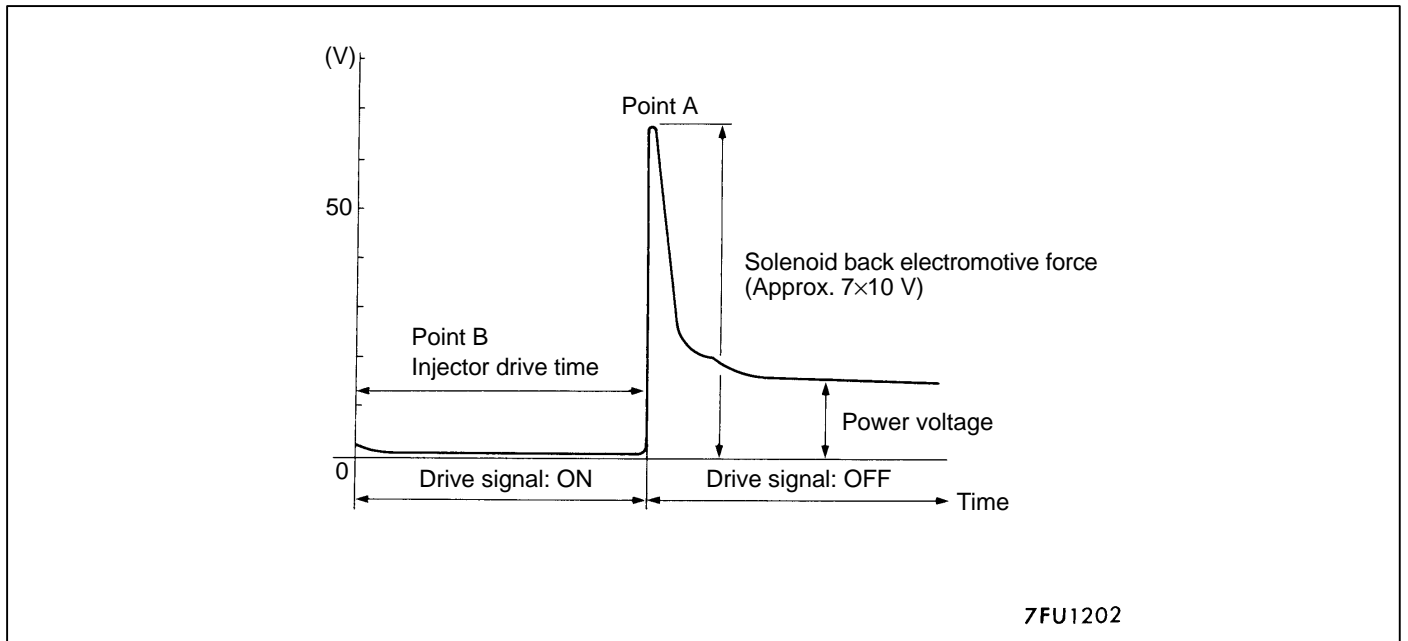 (V)
Point A
50
Solenoid back electromotive force
(Approx. 7×10 V)
Point B
Injector drive time
Power voltage
0
Drive signal: ON
Drive signal: OFF
Time
7FU1202